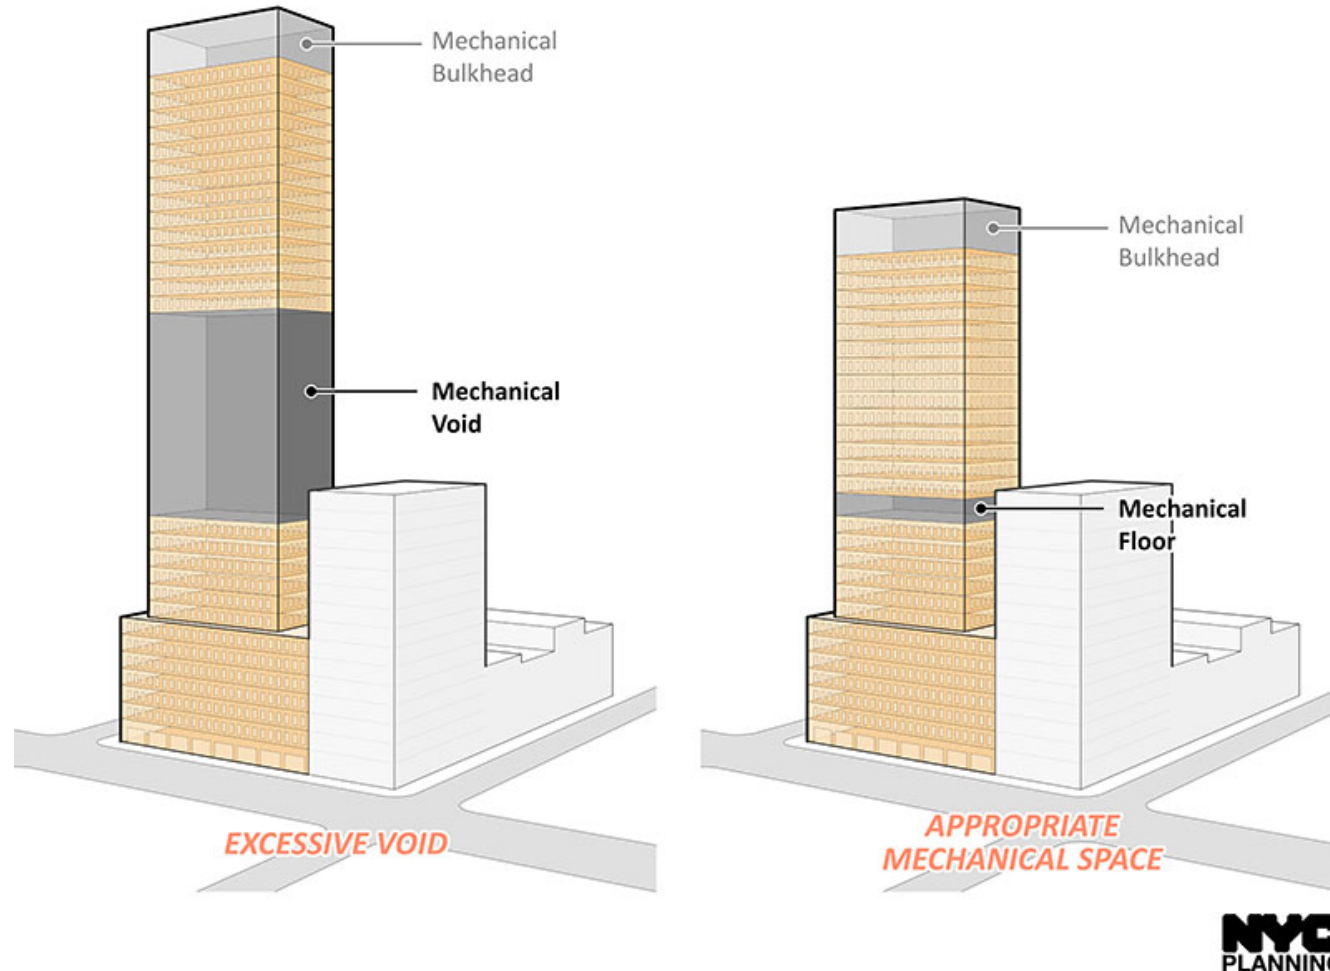 Mechanical
Bulkhead
Mechanical
Void
EXCESSIVE VOID
Mechanical
Bulkhead
Mechanical
Floor
APPROPRIATE
MECHANICAL SPACE
NYC
PLANNING